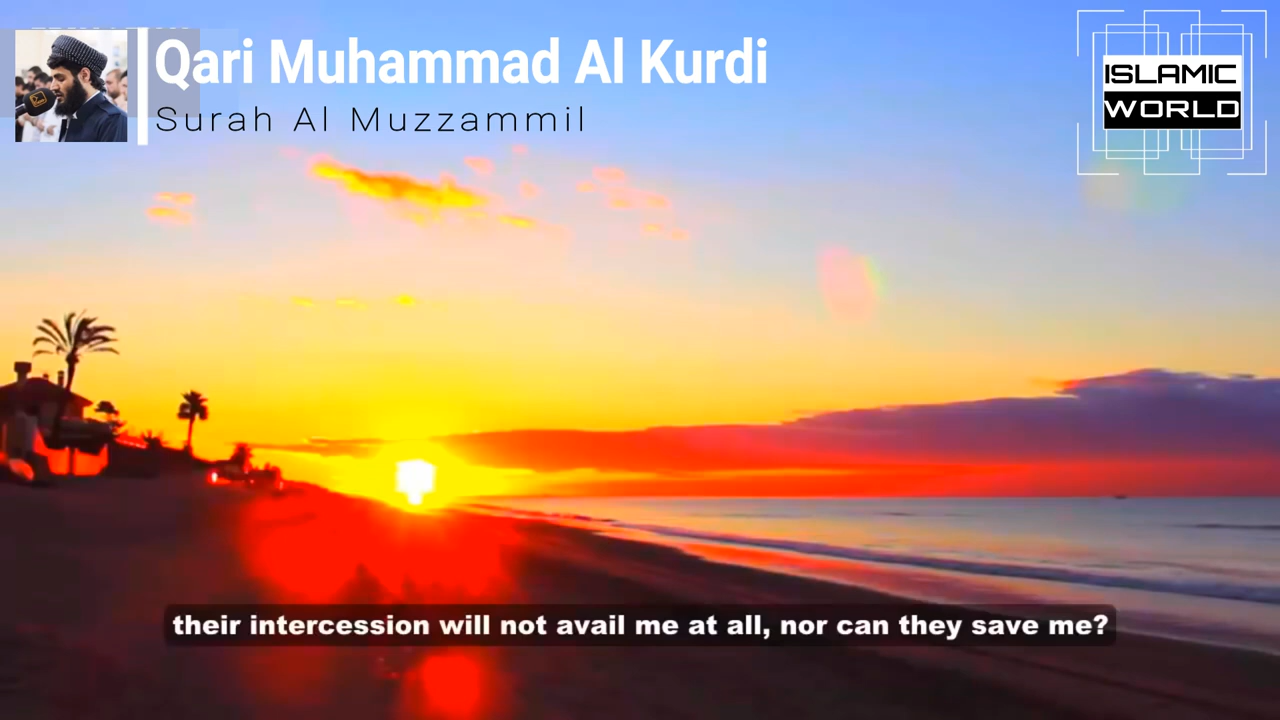 Qari Muhammad Al Kurdi
Surah Al Muzzammil
ISLAMIC
WORLD
their intercession will not avail me at all, nor can they save me?